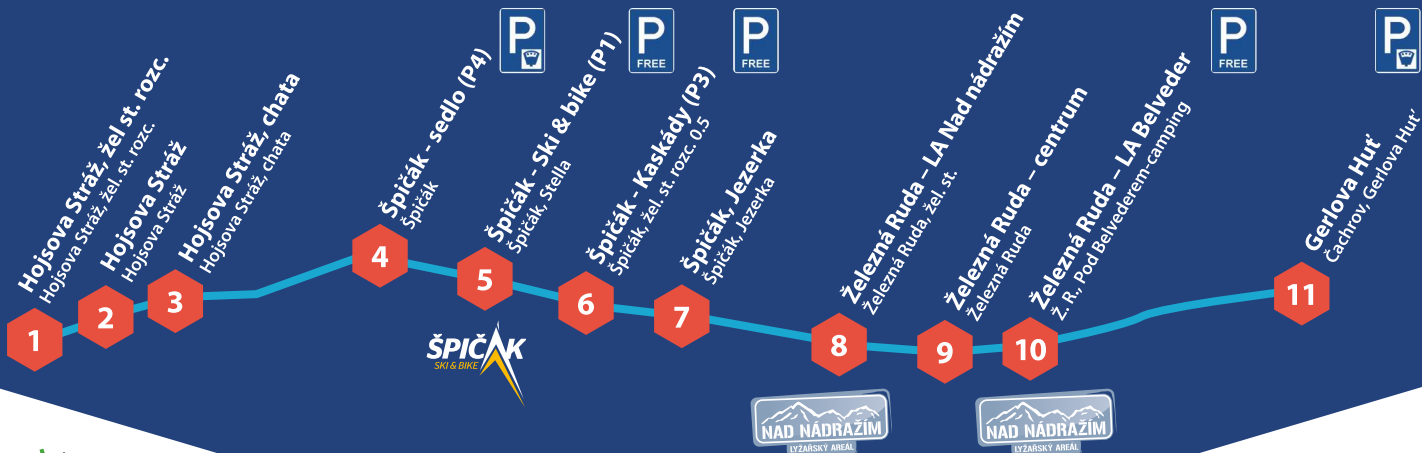 P
P
FREE
P
FREE
P
FREE
P
Hojsova Stráž, žel st. rozc.
Hojsova Stráž, žel. st. rozc.
Hojsova Stráž
Hojsova Stráž
Hojsova Stráž, chata
Hojsova Stráž, chata
Špičák - sedlo (P4)
Špičák
Špičák - Ski & bike (P1)
Špičák, Stella
Špičák - Kaskády (P3)
Špičák, žel. st. rozc. 0.5
Špičák, Jezerka
Špičák, Jezerka
Železná Ruda – LA Nad nádražím
Železná Ruda, žel. st.
Železná Ruda – centrum
Železná Ruda
Železná Ruda – LA Belveder
Ž. R., Pod Belvederem-camping
Gerlova Huť
Čachrov, Gerlova Huť
1
2
3
4
5
6
7
8
9
10
11
ŠPIČÁK
SKI & BIKE
NAD NÁDRAŽÍM
LYŽAŘSKÝ AREÁL
NAD NÁDRAŽÍM
LYŽAŘSKÝ AREÁL